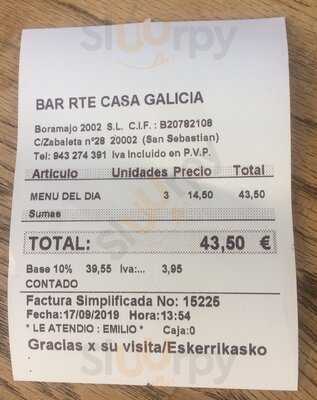 BAR RTE CASA GALICIA
Boramajo 2002 S.L. C.I.F.: B20782108
C/Zabaleta nº28 20002 (San Sebastian)
Tel: 943 274 391 Iva Incluido en P.V.P.
Articulo Unidades Precio Total
MENU DEL DIA 3 14,50 43,50
Sumas
TOTAL: 43,50 €
Base 10% 39,55 Iva:... 3,95
CONTADO
Factura Simplificada No: 15225
Fecha:17/09/2019 Hora:13:54
* LE ATENDIO : EMILIO * Caja:0
Gracias x su visita/Eskerrikasko